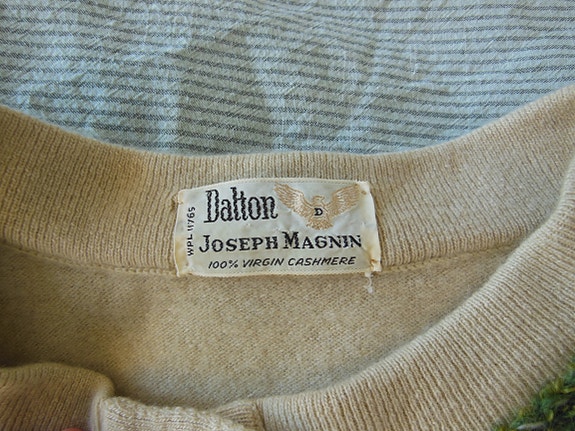 Dalton
D
JOSEPH MAGNIN
100% VIRGIN CASHMERE
WPL 11765